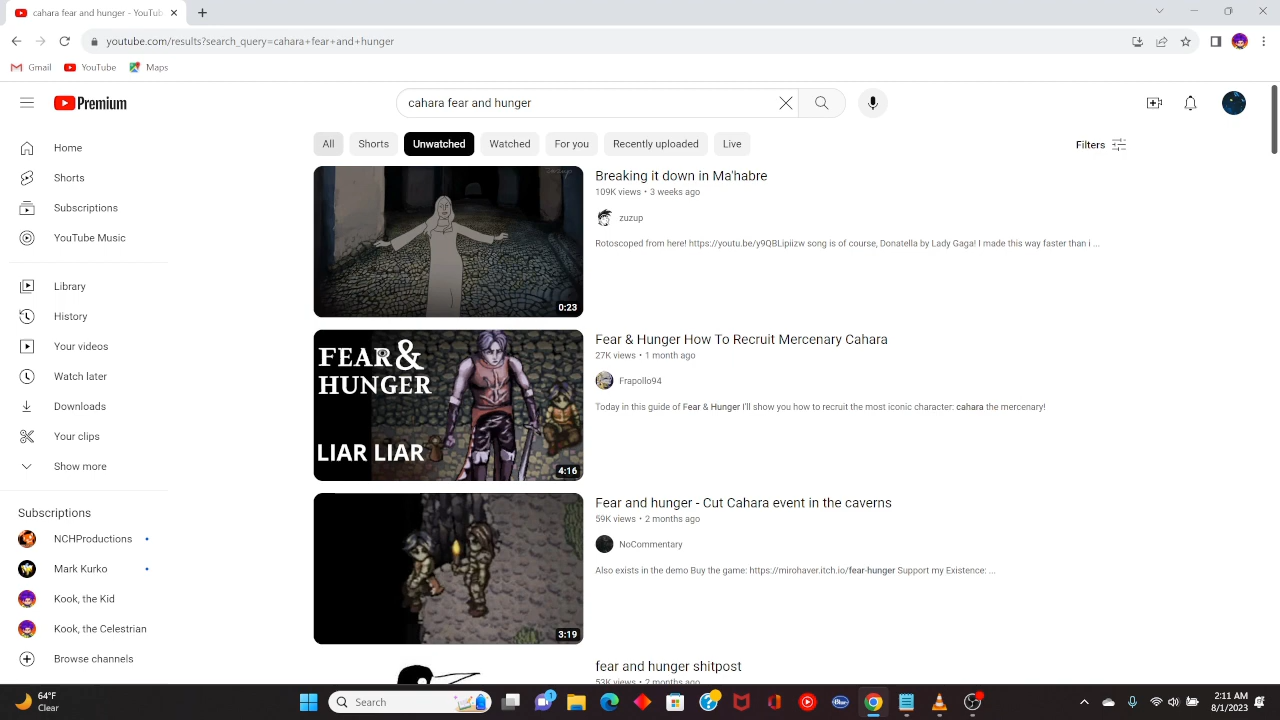 cahara fear and hunger - YouTub
youtube.com/results?search_query=cahara+fear+and+hunger
Gmail
YouTube
Maps
Premium
cahara fear and hunger
All
Shorts
Unwatched
Watched
For you
Recently uploaded
Live
Filters
Home
Shorts
Subscriptions
YouTube Music
Library
History
Your videos
Watch later
Downloads
Your clips
Show more
Subscriptions
NCHProductions
Mark Kurko
Kook, the Kid
Kook, the Celestrian
Browse channels
0:23
Breaking it down in Ma'habre
109K views • 3 weeks ago
zuzup
Rotoscoped from here! https://youtu.be/y9QBLipiizw song is of course, Donatella by Lady Gaga! I made this way faster than i ...
FEAR &
HUNGER
LIAR LIAR
4:16
Fear & Hunger How To Recruit Mercenary Cahara
27K views • 1 month ago
Frapollo94
Today in this guide of Fear & Hunger I'll show you how to recruit the most iconic character: cahara the mercenary!
3:19
Fear and hunger - Cut Cahara event in the caverns
59K views • 2 months ago
NoCommentary
Also exists in the demo Buy the game: https://mirohaver.itch.io/fear-hunger Support my Existence: ...
fear and hunger shitpost
53K views • 2 months ago
64°F
Clear
Search
1
2:11 AM
8/1/2023